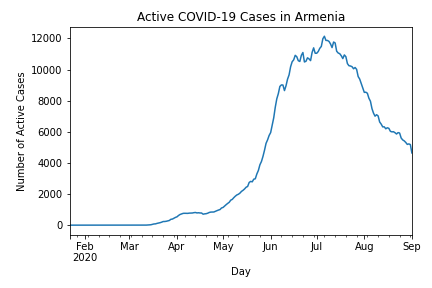 Active COVID-19 Cases in Armenia
12000
10000
8000
6000
4000
2000
0
Number of Active Cases
Feb Mar Apr May Jun Jul Aug Sep
2020
Day